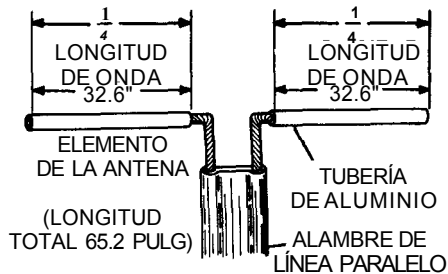 1
4
LONGITUD
DE ONDA
32.6"
1
4
LONGITUD
DE ONDA
32.6"
ELEMENTO
DE LA ANTENA
(LONGITUD
TOTAL 65.2 PULG)
TUBERÍA
DE ALUMINIO
ALAMBRE DE
LÍNEA PARALELO